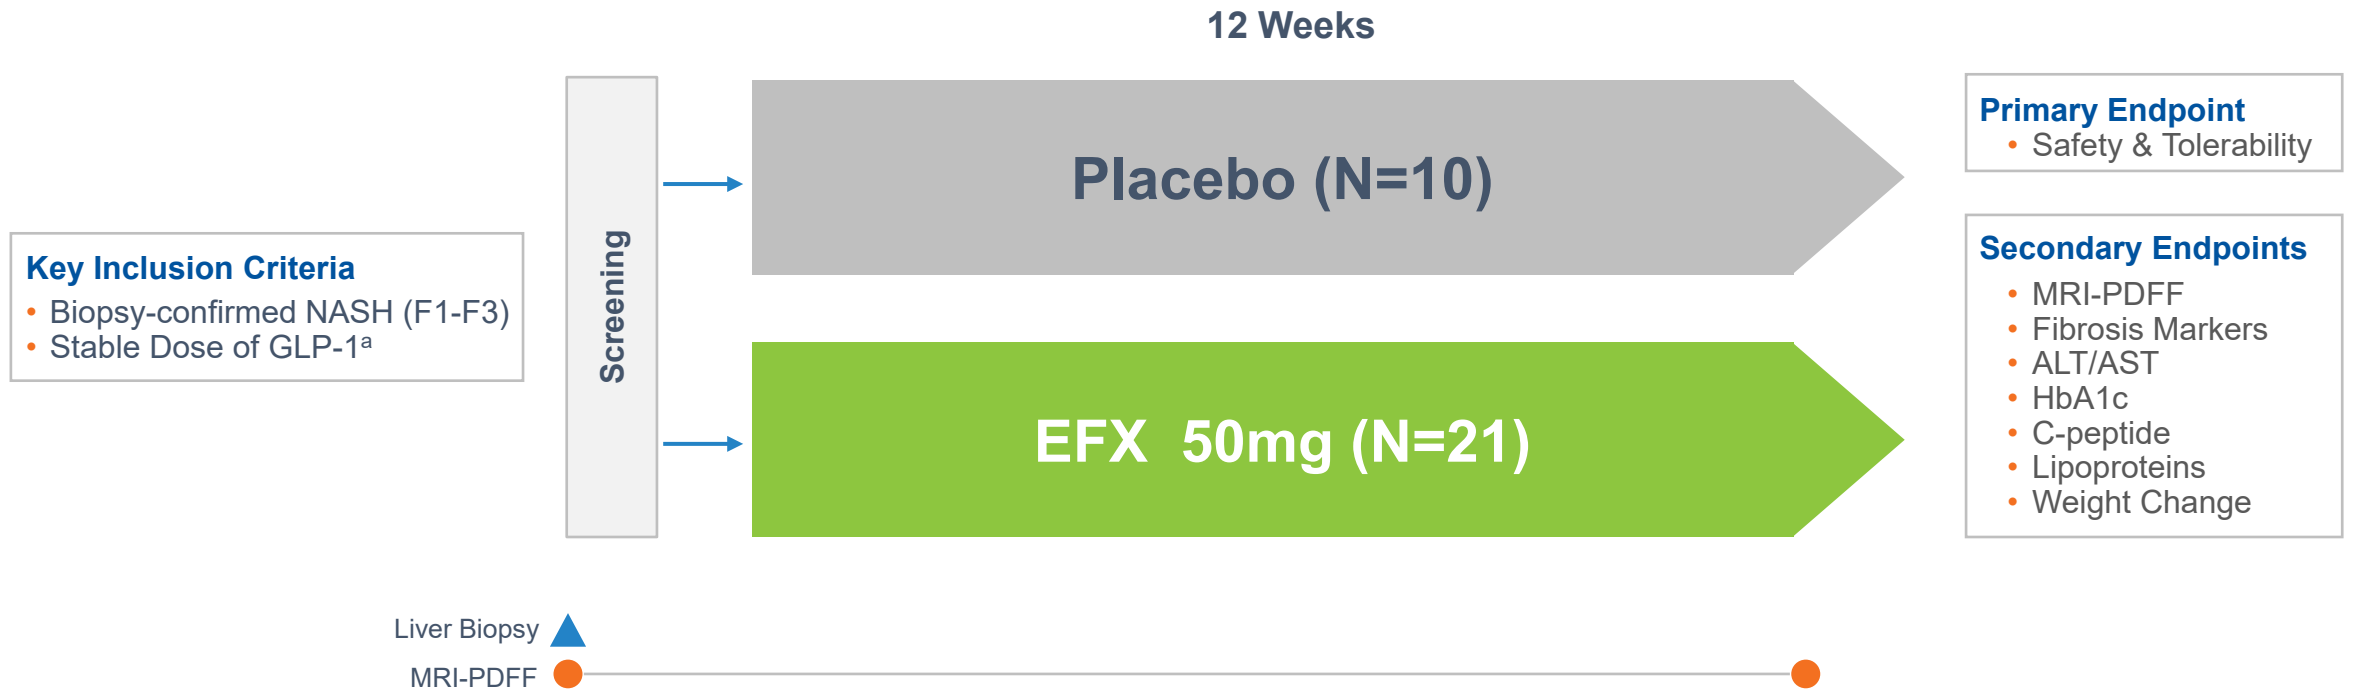 12 Weeks
Key Inclusion Criteria
• Biopsy-confirmed NASH (F1-F3)
• Stable Dose of GLP-1ᵃ
Screening
Placebo (N=10)
EFX  50mg (N=21)
Primary Endpoint
• Safety & Tolerability
Secondary Endpoints
• MRI-PDFF
• Fibrosis Markers
• ALT/AST
• HbA1c
• C-peptide
• Lipoproteins
• Weight Change
Liver Biopsy
MRI-PDFF